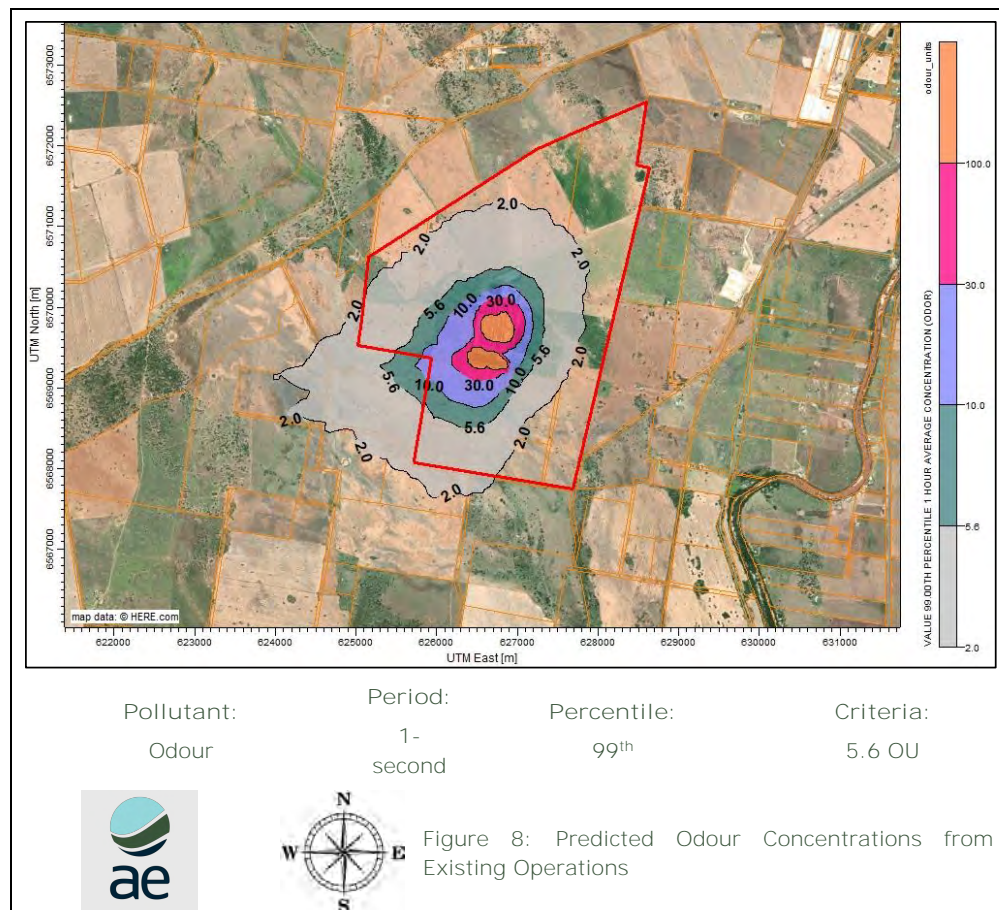 UTM North [m]
6573000
6572000
6571000
6570000
6569000
6568000
6567000
2.0
2.0
2.0
2.0
5.6
10.0
30.0
5.6
2.0
5.6
10.0
30.0
10.0
5.6
2.0
2.0
2.0
2.0
map data: © HERE.com
622000 623000 624000 625000 626000 627000 628000 629000 630000 631000
UTM East [m]
odour_units
100.0
30.0
10.0
5.6
2.0
VALUE 99.00TH PERCENTILE 1 HOUR AVERAGE CONCENTRATION (ODOR)
Pollutant: Period: Percentile: Criteria:
Odour 1- 99th 5.6 OU
second
ae
N
W E
S
Figure 8: Predicted Odour Concentrations from
Existing Operations